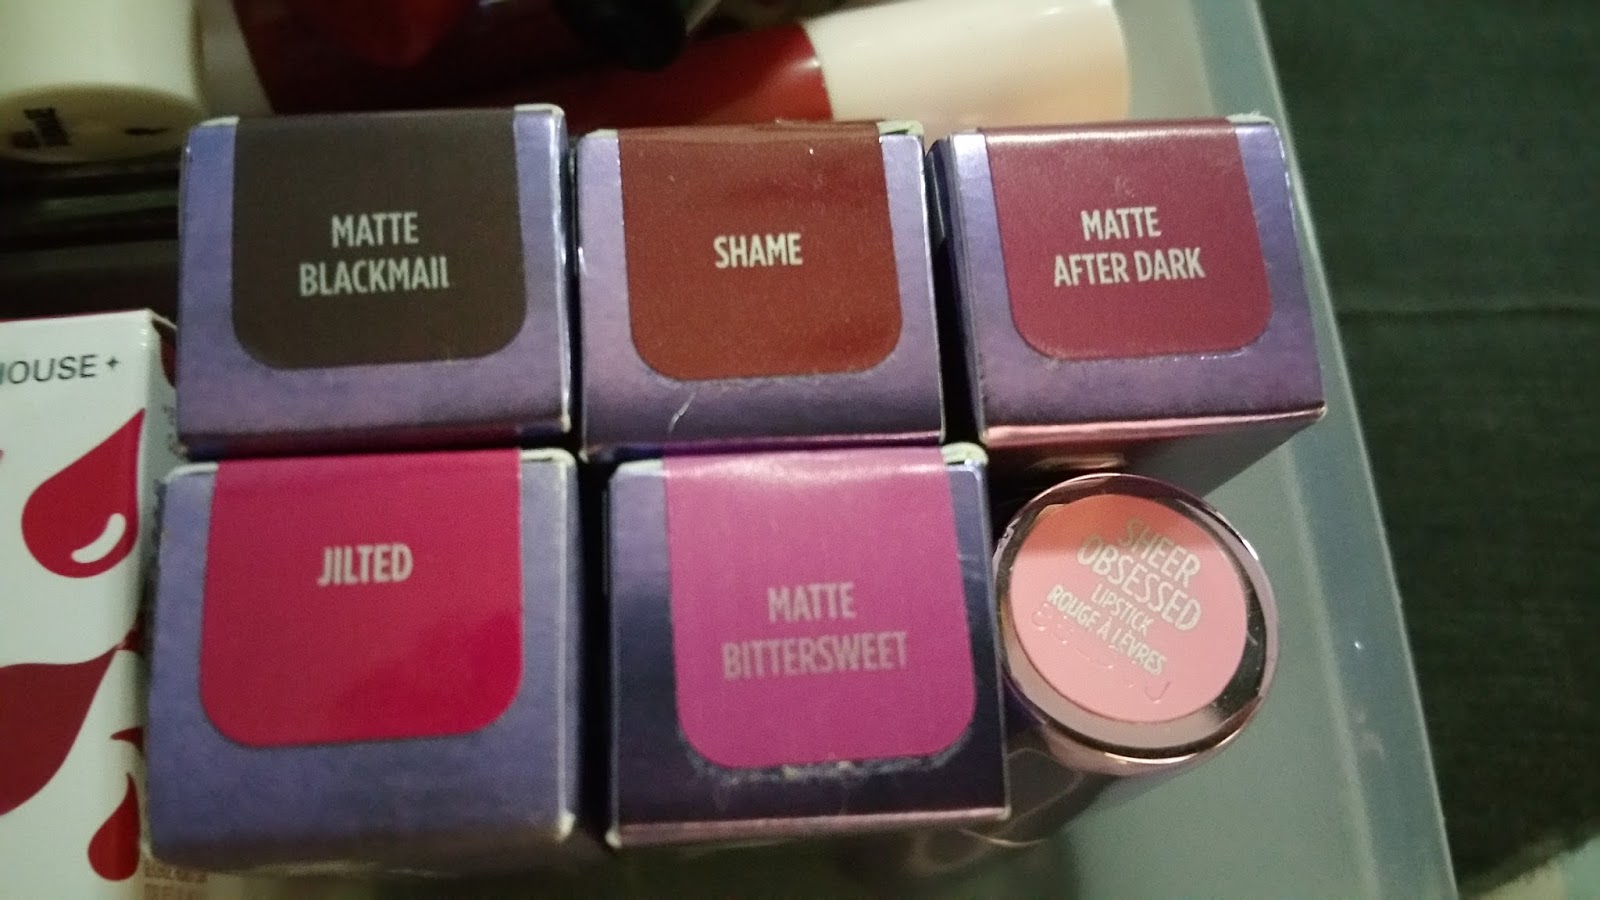 MATTE
BLACKMAIl
SHAME
MATTE
AFTER DARK
HOUSE+
JILTED
MATTE
BITTERSWEET
SHEER
OBSESSED
LIPSTICK
ROUGE À LÈVRES